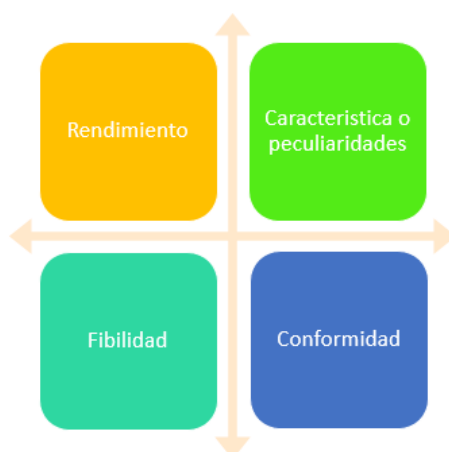 Rendimiento
Caracteristica o
peculiaridades
Fibilidad
Conformidad